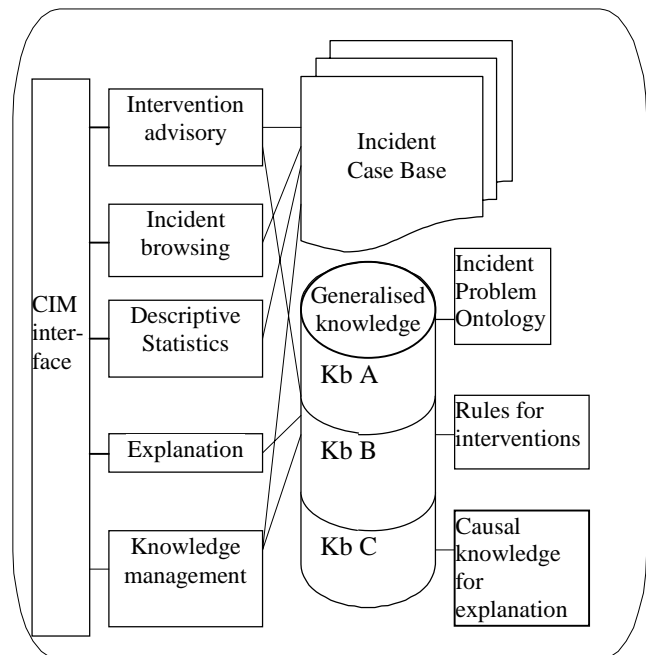 CIM
inter-
face
Intervention
advisory
Incident
browsing
Descriptive
Statistics
Explanation
Knowledge
management
Incident
Case Base
Generalised
knowledge
Kb A
Kb B
Kb C
Incident
Problem
Ontology
Rules for
interventions
Causal
knowledge
for
explanation